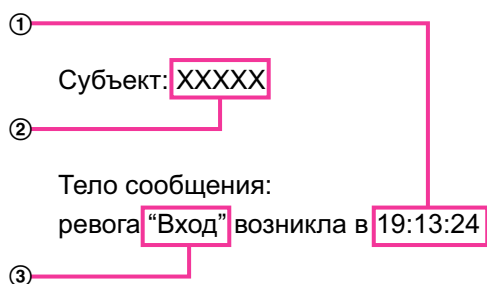 ①
Субъект: XXXXX
②
Тело сообщения:
ревога “Вход” возникла в 19:13:24
③